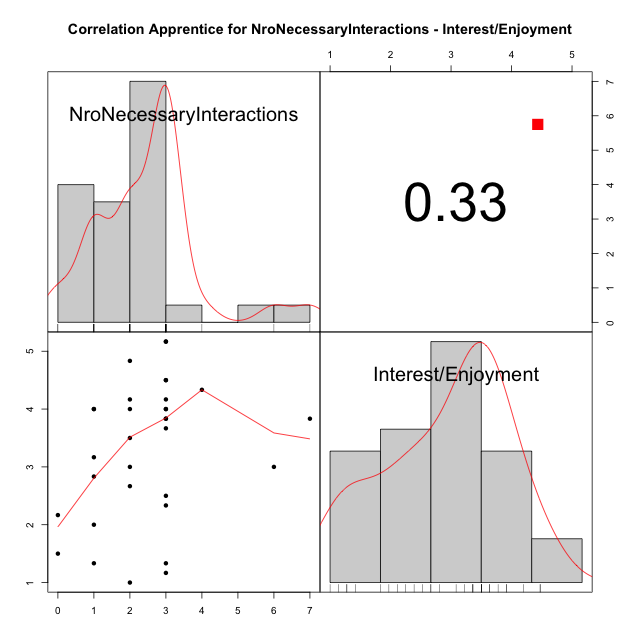 Correlation Apprentice for NroNecessaryInteractions - Interest/Enjoyment
1 2 3 4 5
NroNecessaryInteractions
0.33
7
6
5
4
3
2
1
0
5
4
3
2
1
Interest/Enjoyment
0 1 2 3 4 5 6 7